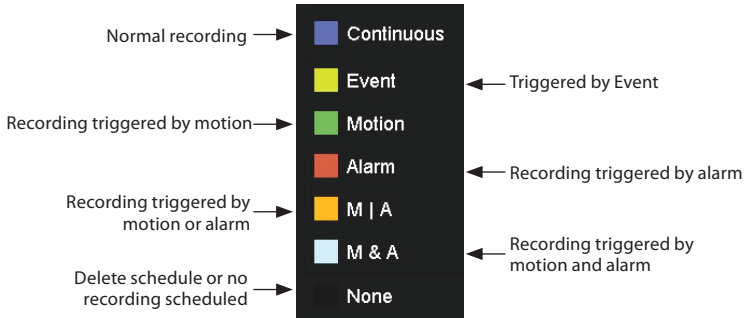 Normal recording
Continuous
Event
Triggered by Event
Recording triggered by motion
Motion
Alarm
Recording triggered by alarm
Recording triggered by
motion or alarm
M | A
M & A
Recording triggered by
motion and alarm
Delete schedule or no
recording scheduled
None